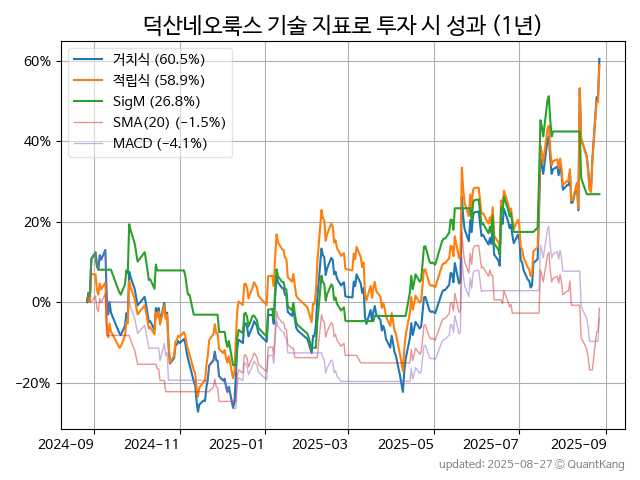 덕산네오룩스 기술 지표로 투자 시 성과 (1년)
60%
40%
20%
0%
−20%
거치식 (60.5%)
적립식 (58.9%)
SigM (26.8%)
SMA(20) (−1.5%)
MACD (−4.1%)
2024-09 2024-11 2025-01 2025-03 2025-05 2025-07 2025-09
updated: 2025-08-27 © QuantKang